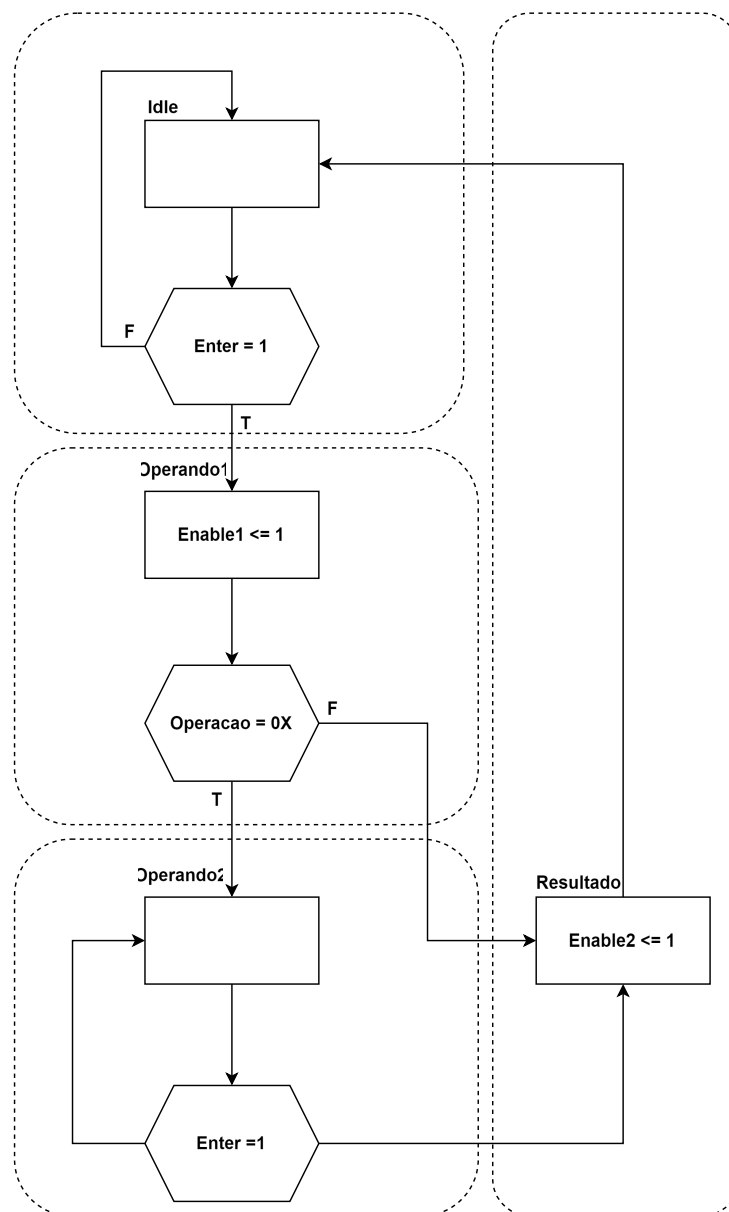 Idle
F
Enter = 1
T
Operando1
Enable1 <= 1
Operacao = 0X
F
T
Operando2
Resultado
Enable2 <= 1
Enter =1